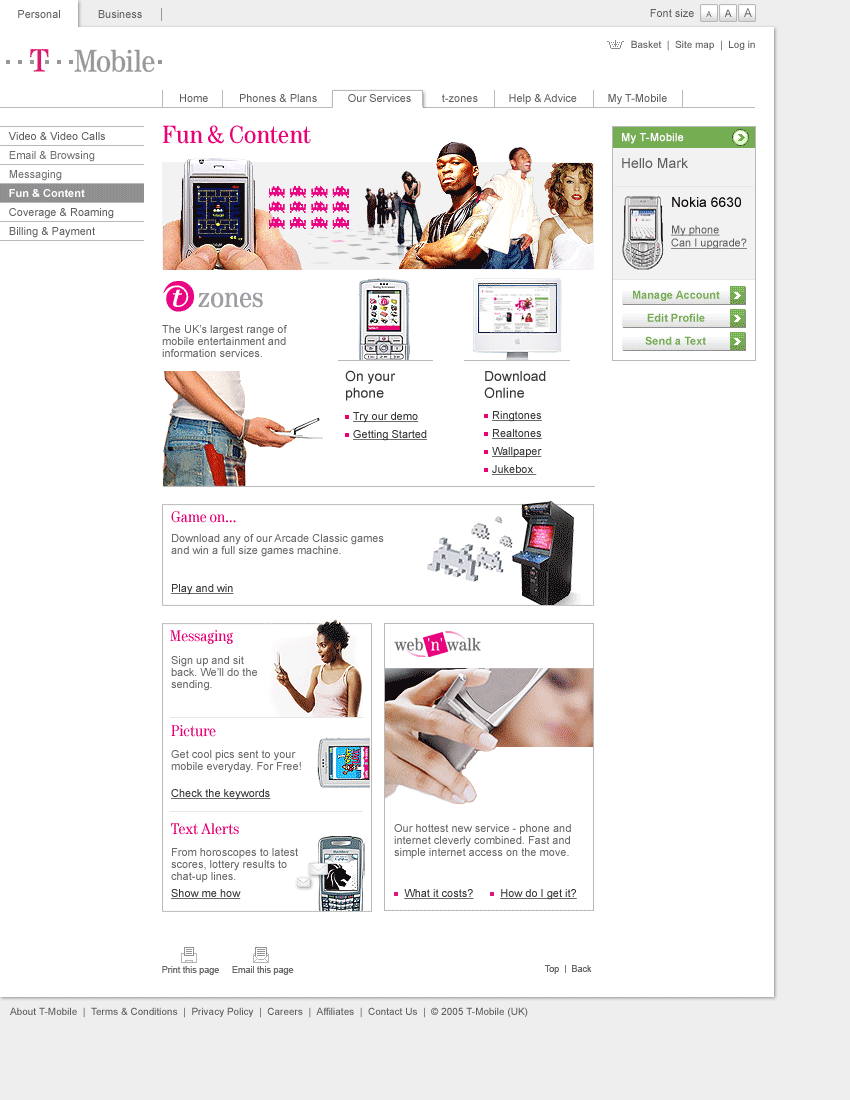 Personal
Business
Font size A A A
Basket | Site map | Log in
T-Mobile
Home
Phones & Plans
Our Services
t-zones
Help & Advice
My T-Mobile
Video & Video Calls
Email & Browsing
Messaging
Fun & Content
Coverage & Roaming
Billing & Payment
Fun & Content
My T-Mobile
Hello Mark
Nokia 6630
My phone
Can I upgrade?
Manage Account
Edit Profile
Send a Text
t zones
The UK's largest range of
mobile entertainment and
information services.
On your
phone
Try our demo
Getting Started
Download
Online
Ringtones
Realtones
Wallpaper
Jukebox
Game on...
Download any of our Arcade Classic games
and win a full size games machine.
Play and win
Messaging
Sign up and sit
back. We'll do the
sending.
Picture
Get cool pics sent to your
mobile everyday. For Free!
Check the keywords
Text Alerts
From horoscopes to latest
scores, lottery results to
chat-up lines.
Show me how
web 'n' walk
Our hottest new service - phone and
internet cleverly combined. Fast and
simple internet access on the move.
What it costs?
How do I get it?
Print this page
Email this page
Top | Back
About T-Mobile | Terms & Conditions | Privacy Policy | Careers | Affiliates | Contact Us | © 2005 T-Mobile (UK)